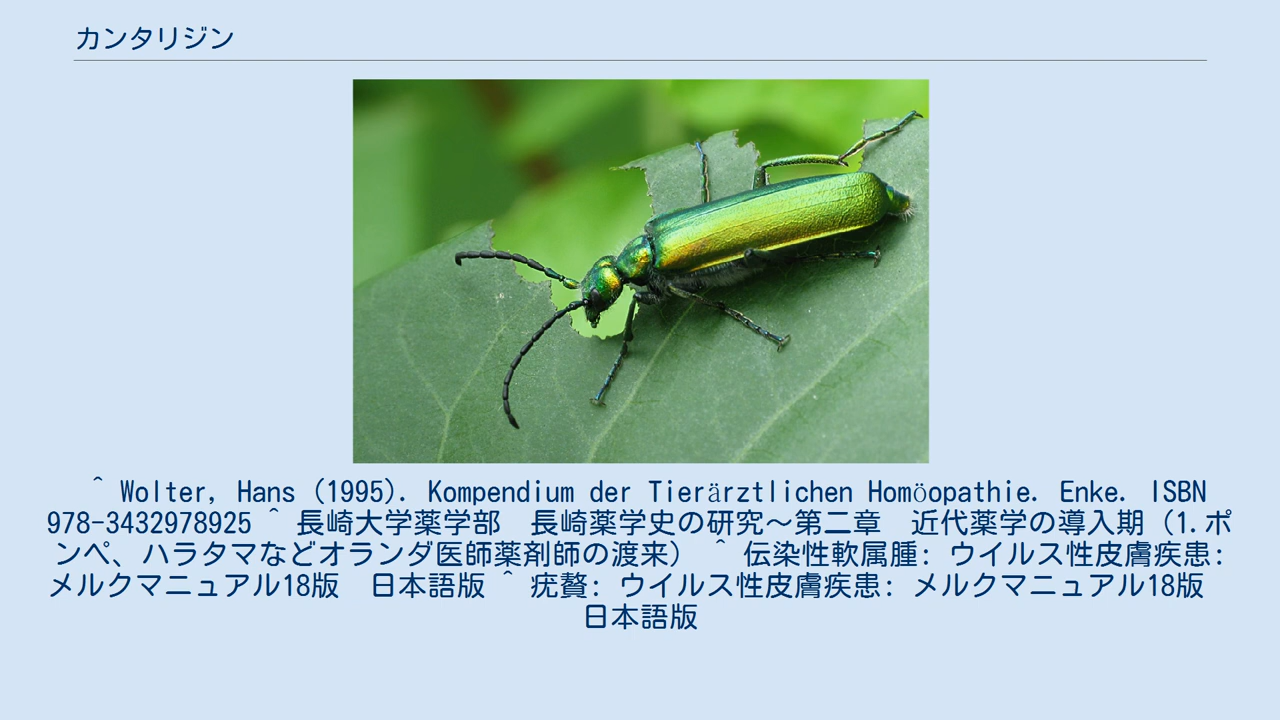 カンタリジン
^ Wolter, Hans (1995). Kompendium der Tierärztlichen Homöopathie. Enke. ISBN
978-3432978925 ^ 長崎大学薬学部　長崎薬学史の研究～第二章　近代薬学の導入期（1.ポ
ンペ、ハラタマなどオランダ医師薬剤師の渡来） ^ 伝染性軟属腫: ウイルス性皮膚疾患:
メルクマニュアル18版　日本語版 ^ 疣贅: ウイルス性皮膚疾患: メルクマニュアル18版
日本語版